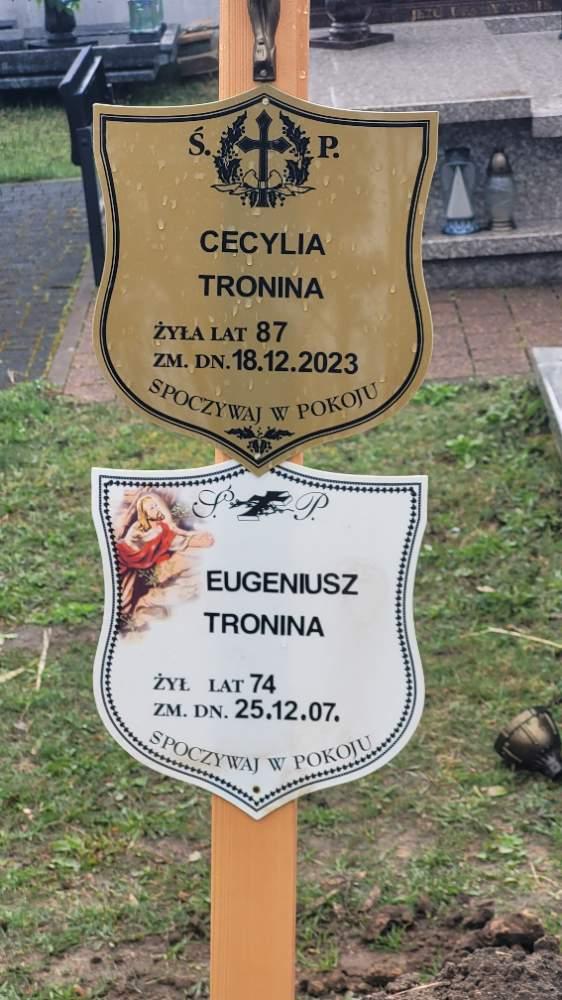 Ś. P.
CECYLIA
TRONINA
ŻYŁA LAT 87
ZM. DN. 18.12.2023
SPOCZYWAJ W POKOJU
Ś. P.
EUGENIUSZ
TRONINA
ŻYŁ LAT 74
ZM. DN. 25.12.07.
SPOCZYWAJ W POKOJU